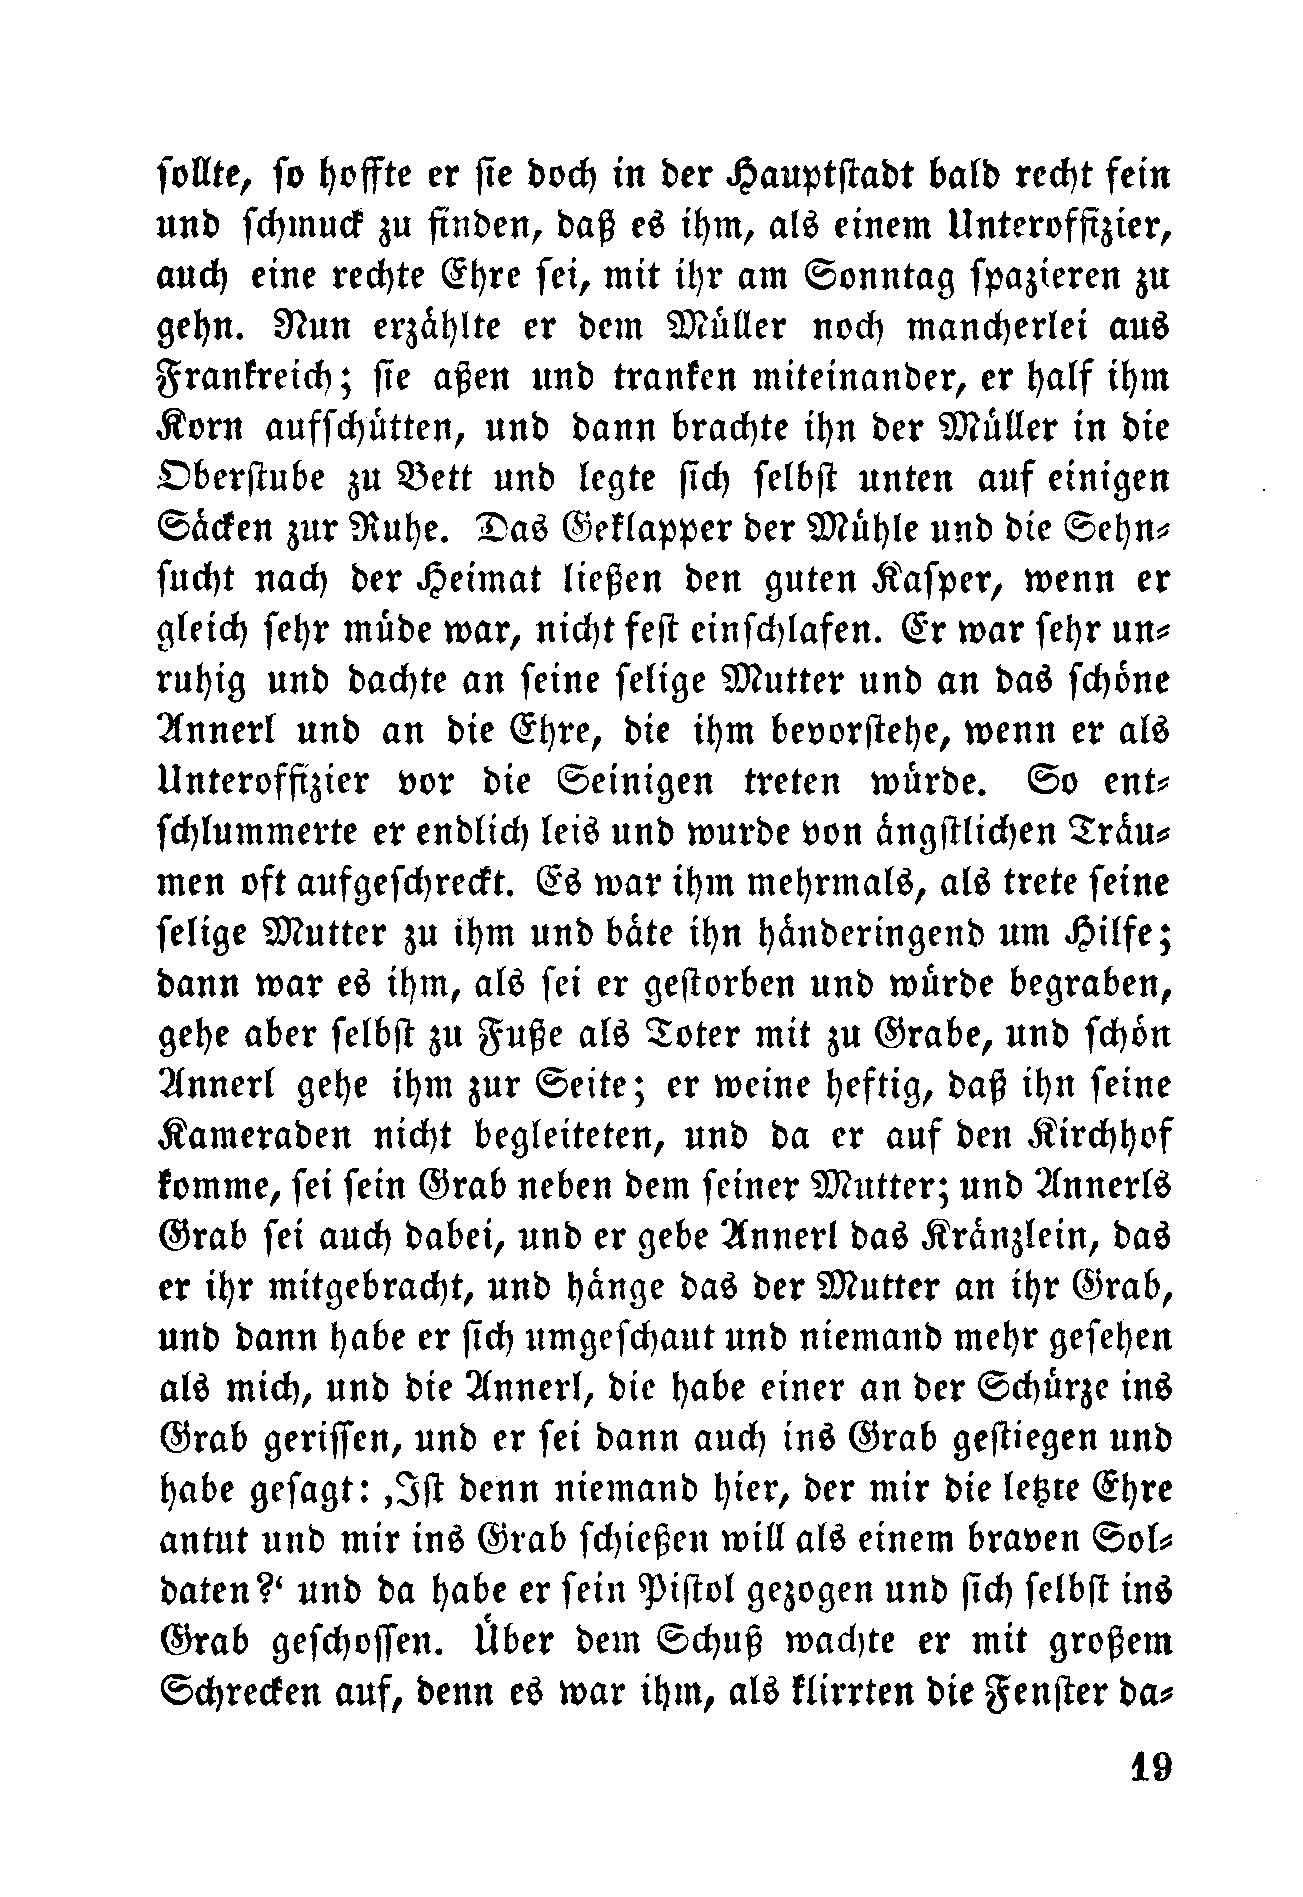 sollte, so hoffte er sie doch in der Hauptstadt bald recht fein
und schmuck zu finden, daß es ihm, als einem Unteroffizier,
auch eine rechte Ehre sei, mit ihr am Sonntag spazieren zu
gehn. Nun erzählte er dem Müller noch mancherlei aus
Frankreich; sie aßen und tranken miteinander, er half ihm
Korn aufschütten, und dann brachte ihn der Müller in die
Oberstube zu Bett und legte sich selbst unten auf einigen
Säcken zur Ruhe. Das Geklapper der Mühle und die Sehn-
sucht nach der Heimat ließen den guten Kasper, wenn er
gleich sehr müde war, nicht fest einschlafen. Er war sehr un-
ruhig und dachte an seine selige Mutter und an das schöne
Annerl und an die Ehre, die ihm bevorstehe, wenn er als
Unteroffizier vor die Seinigen treten würde. So ent-
schlummerte er endlich leis und wurde von ängstlichen Träu-
men oft aufgeschreckt. Es war ihm mehrmals, als trete seine
selige Mutter zu ihm und bäte ihn händeringend um Hilfe;
dann war es ihm, als sei er gestorben und würde begraben,
gehe aber selbst zu Fuße als Toter mit zu Grabe, und schön
Annerl gehe ihm zur Seite; er weine heftig, daß ihn seine
Kameraden nicht begleiteten, und da er auf den Kirchhof
komme, sei sein Grab neben dem seiner Mutter; und Annerls
Grab sei auch dabei, und er gebe Annerl das Kränzlein, das
er ihr mitgebracht, und hänge das der Mutter an ihr Grab,
und dann habe er sich umgeschaut und niemand mehr gesehen
als mich, und die Annerl, die habe einer an der Schürze ins
Grab gerissen, und er sei dann auch ins Grab gestiegen und
habe gesagt: ‚Ist denn niemand hier, der mir die letzte Ehre
antut und mir ins Grab schießen will als einem braven Sol-
daten?‘ und da habe er sein Pistol gezogen und sich selbst ins
Grab geschossen. Über dem Schuß wachte er mit großem
Schrecken auf, denn es war ihm, als klirrten die Fenster da-
19